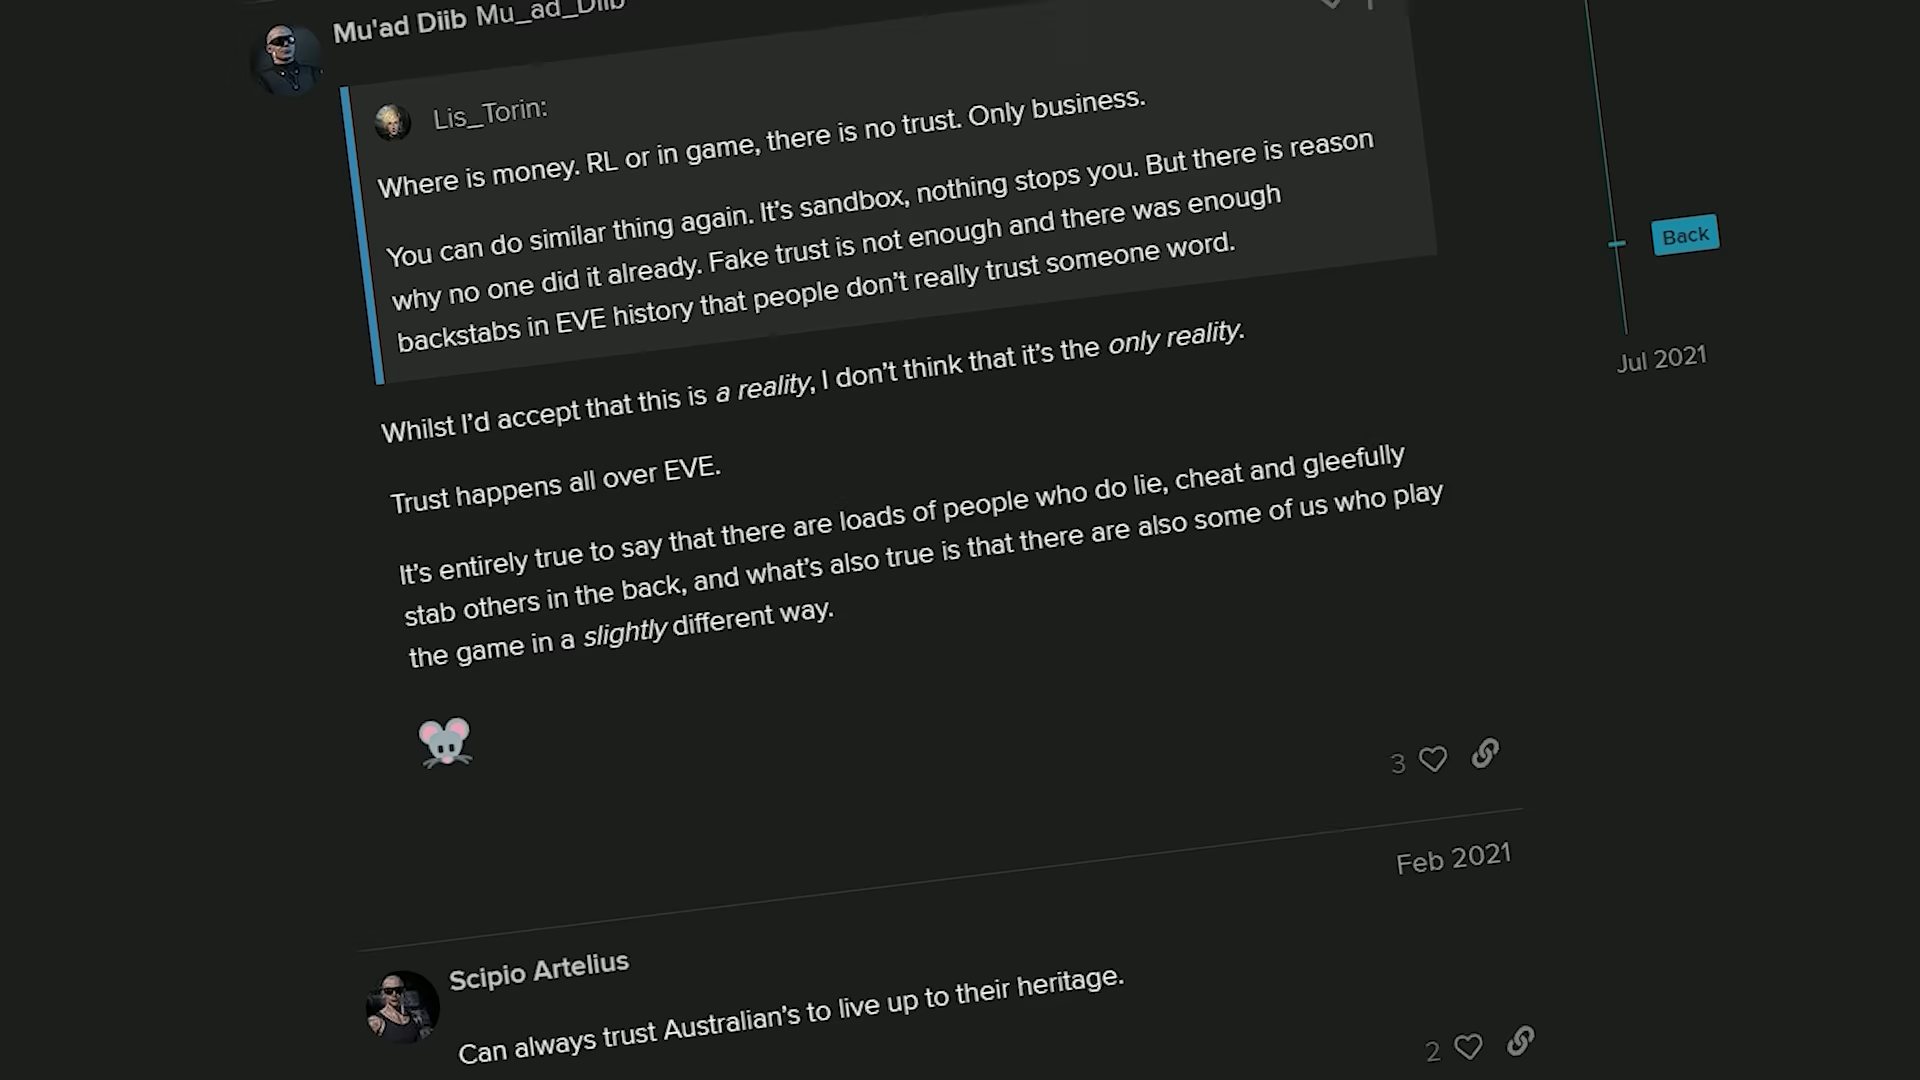 Mu'ad Diib Mu_ad_Diib
Lis_Torin:
Where is money. RL or in game, there is no trust. Only business.
You can do similar thing again. It’s sandbox, nothing stops you. But there is reason
why no one did it already. Fake trust is not enough and there was enough
backstabs in EVE history that people don’t really trust someone word.
Whilst I’d accept that this is a reality, I don’t think that it’s the only reality.
Trust happens all over EVE.
It’s entirely true to say that there are loads of people who do lie, cheat and gleefully
stab others in the back, and what’s also true is that there are also some of us who play
the game in a slightly different way.
3
Feb 2021
Scipio Artelius
Can always trust Australian’s to live up to their heritage.
2
Back
Jul 2021